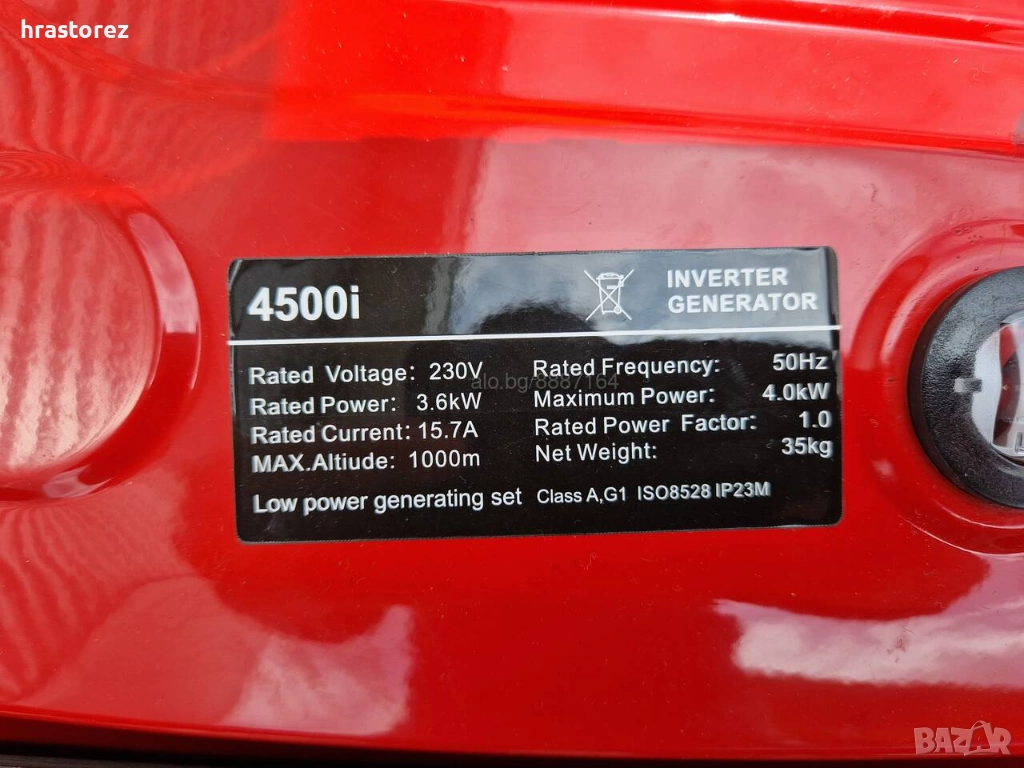 hrastorez
4500i
INVERTER
GENERATOR
Rated Voltage: 230V Rated Frequency: 50Hz
Rated Power: 3.6kW Maximum Power: 4.0kW
Rated Current: 15.7A Rated Power Factor: 1.0
MAX.Altiude: 1000m Net Weight: 35kg
Low power generating set Class A,G1 ISO8528 IP23M
alo.bg/8887164
BAZAR